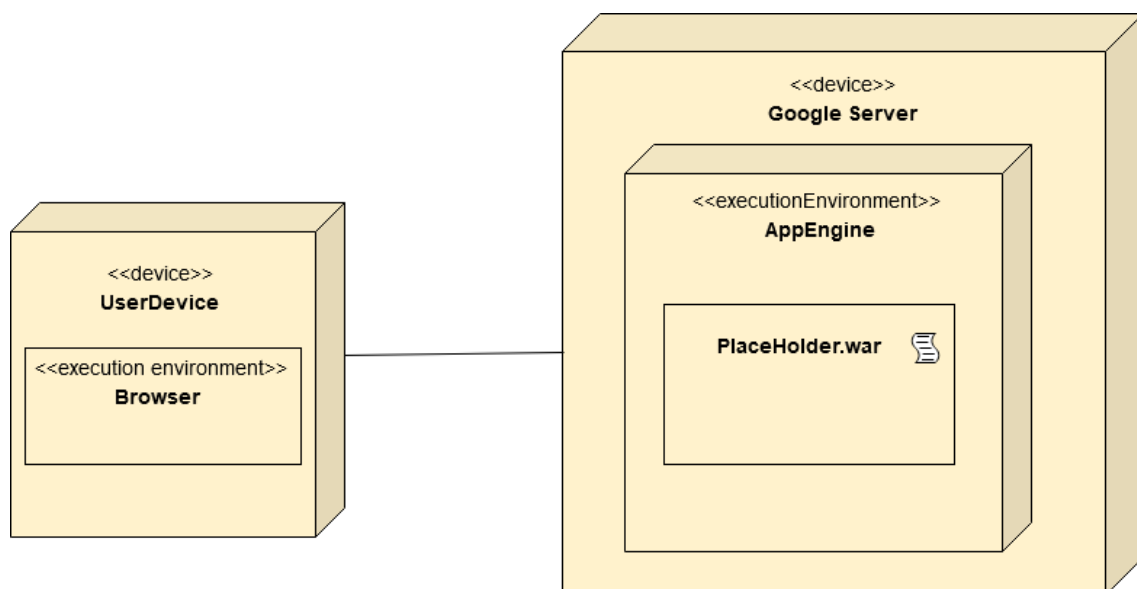 <<device>>
UserDevice
<<execution environment>>
Browser
<<device>>
Google Server
<<executionEnvironment>>
AppEngine
PlaceHolder.war